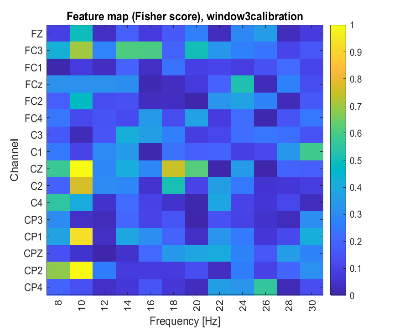 Feature map (Fisher score), window3calibration
Channel
FZ
FC3
FC1
FCz
FC2
FC4
C3
C1
CZ
C2
C4
CP3
CP1
CPZ
CP2
CP4
8 10 12 14 16 18 20 22 24 26 28 30
Frequency [Hz]
1
0.9
0.8
0.7
0.6
0.5
0.4
0.3
0.2
0.1
0